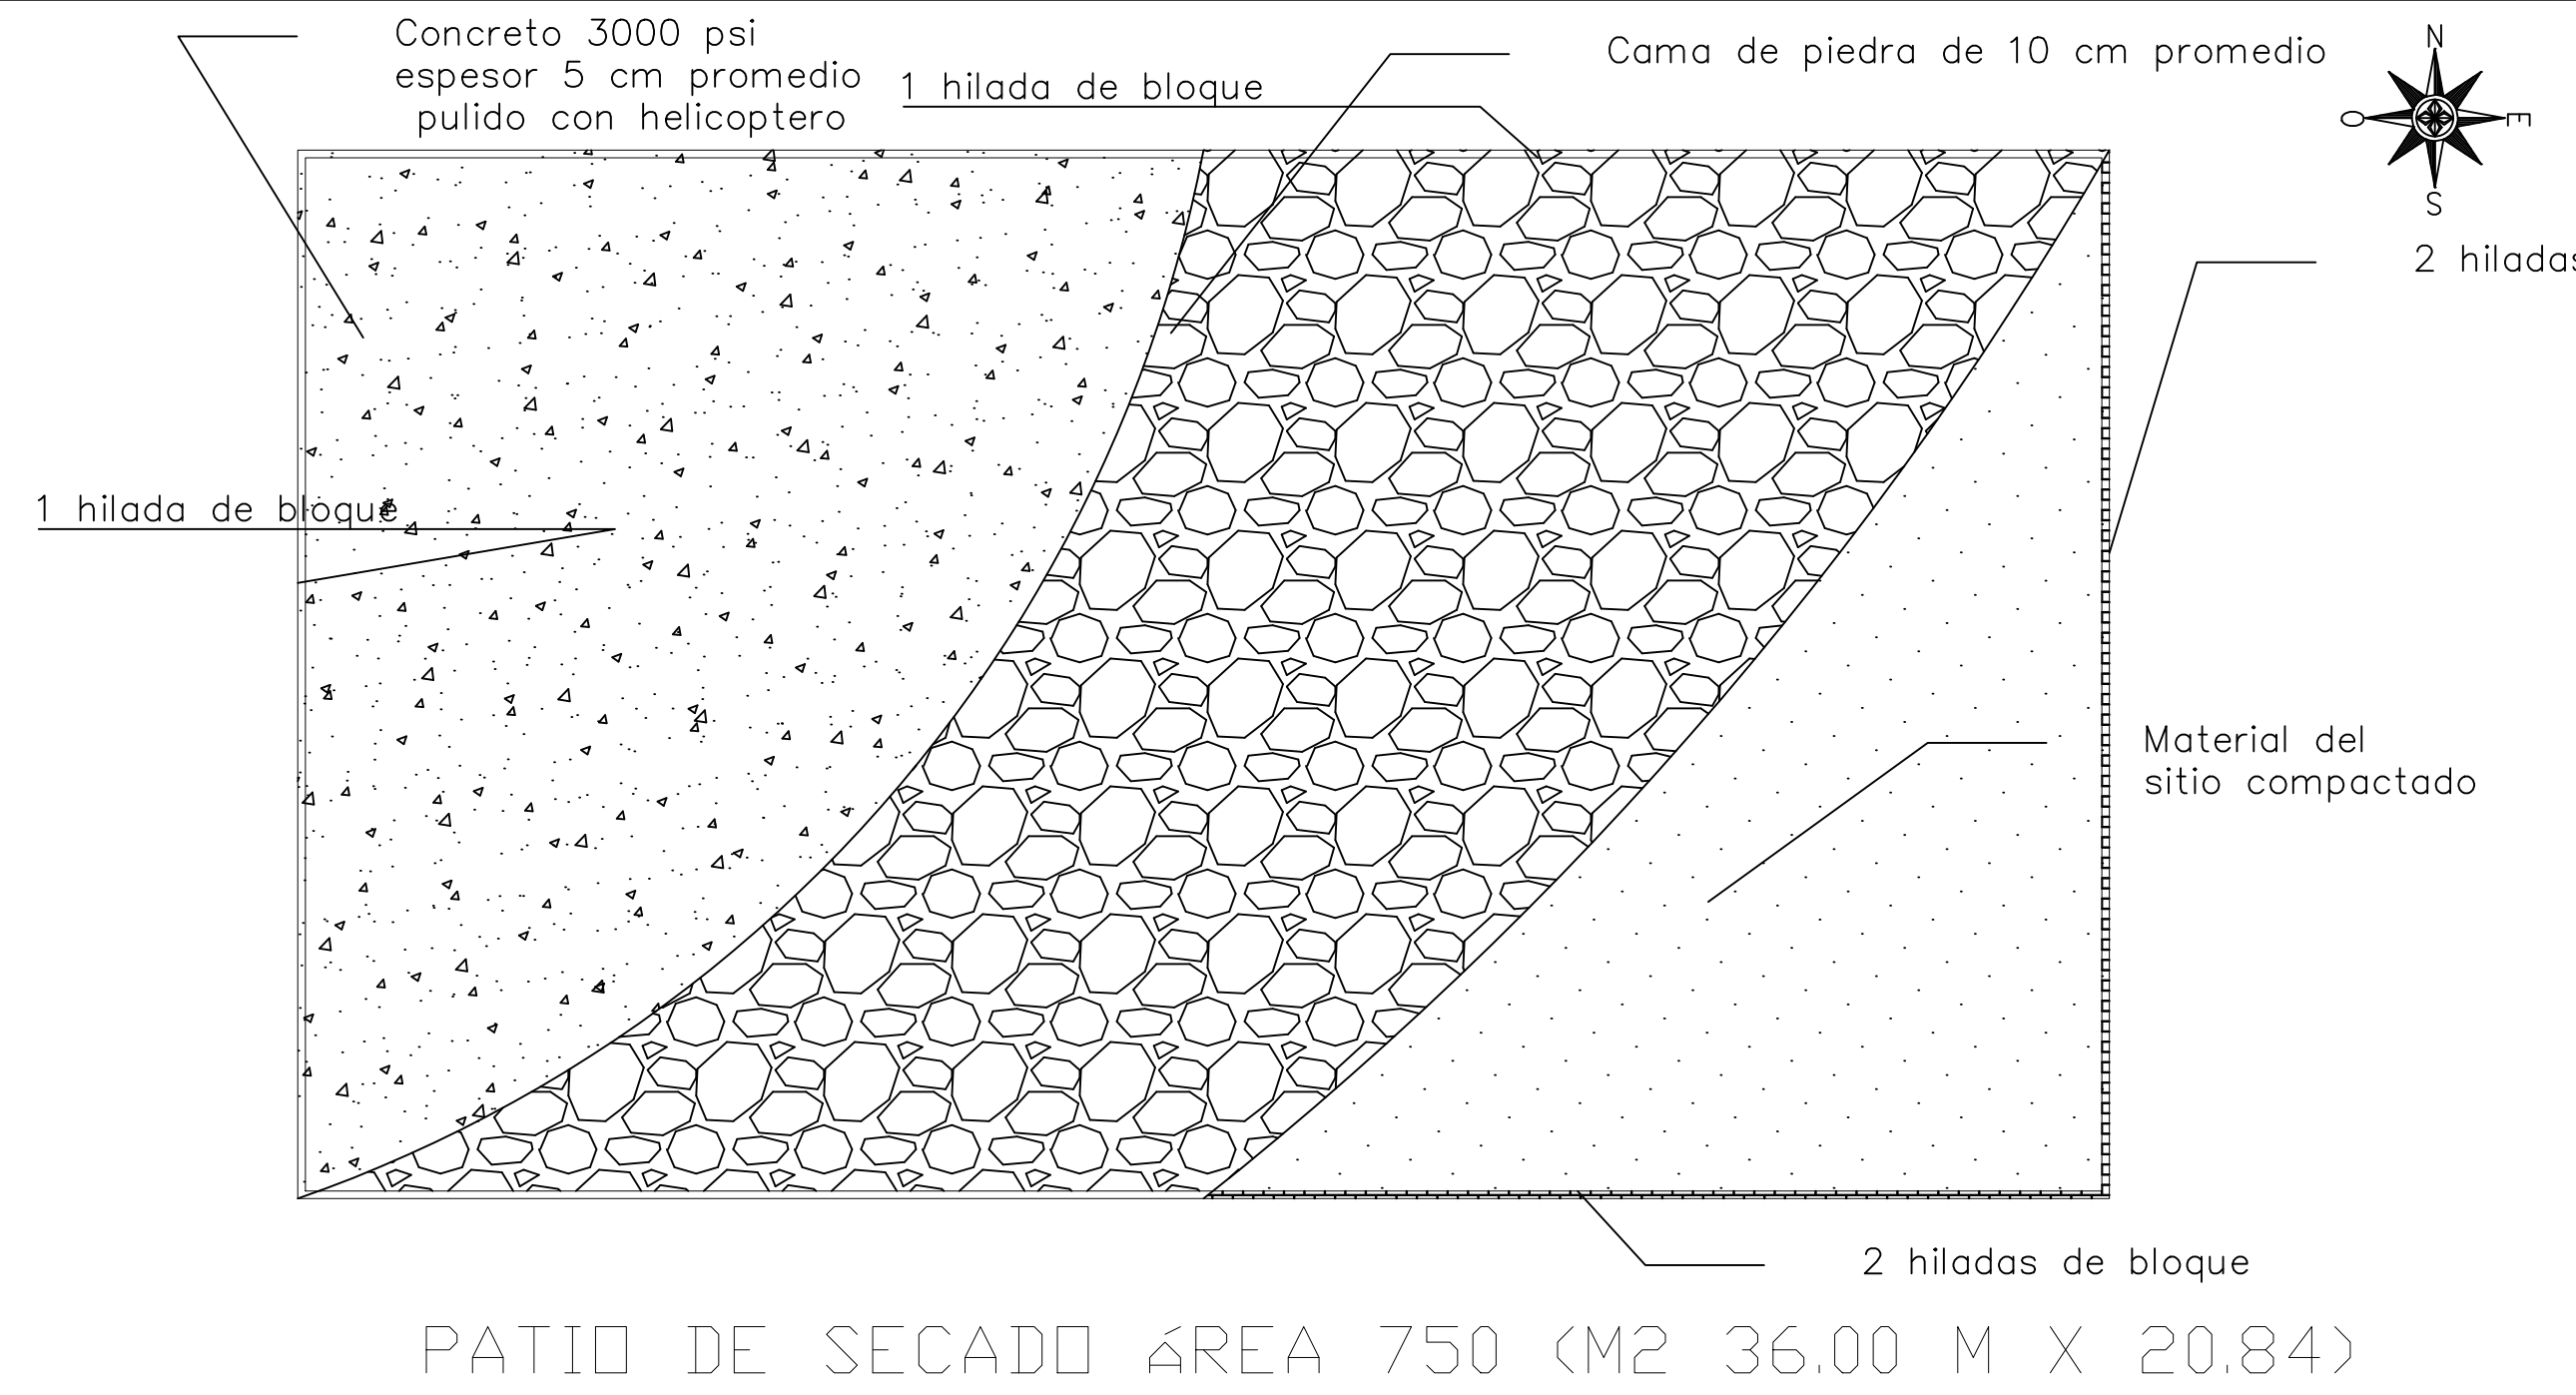 Concreto 3000 psi
espesor 5 cm promedio
pulido con helicoptero
1 hilada de bloque
Cama de piedra de 10 cm promedio
N
O
E
S
2 hiladas
1 hilada de bloque
Material del
sitio compactado
2 hiladas de bloque
PATIO DE SECADO áREA 750 (M2 36.00 M X 20.84)